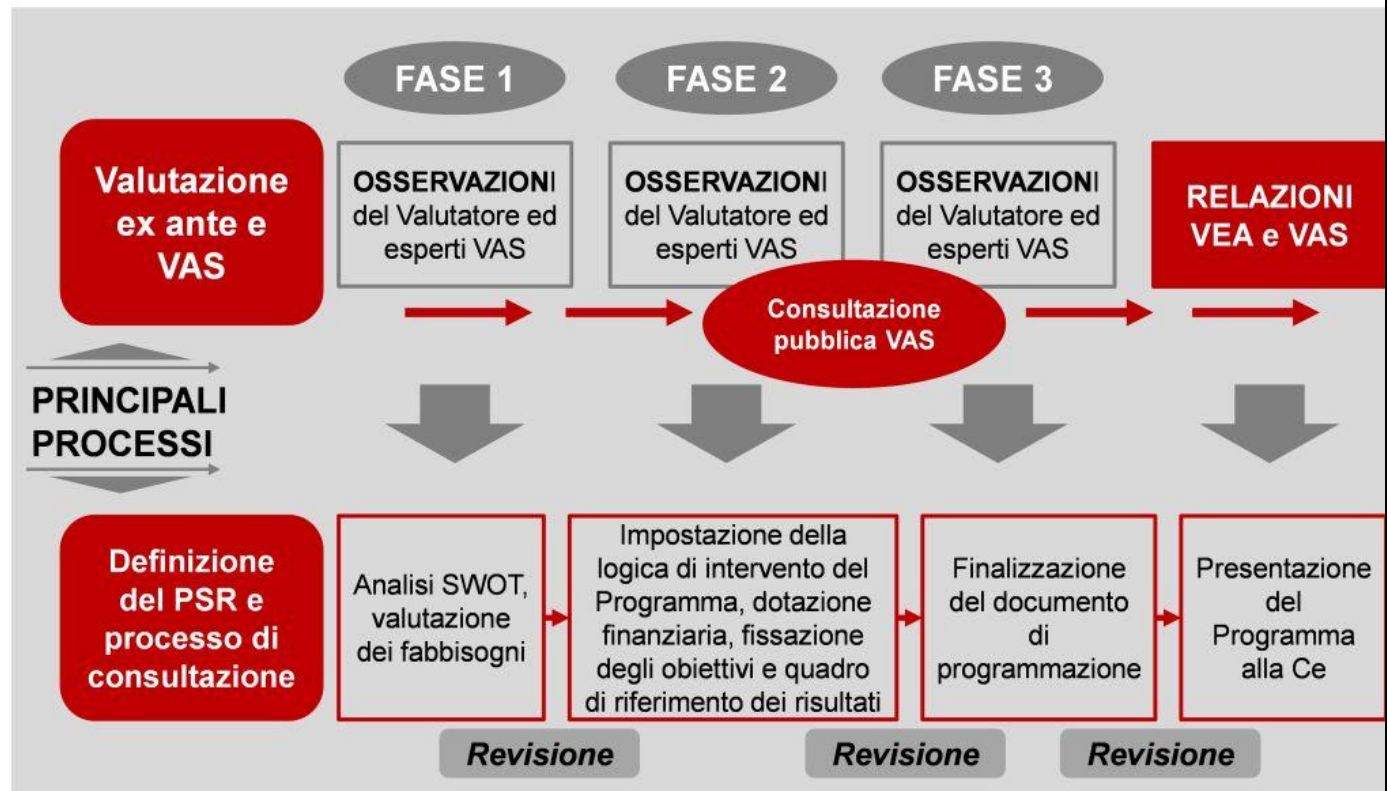 FASE 1
FASE 2
FASE 3
Valutazione
ex ante e
VAS
OSSERVAZIONI
del Valutatore ed
esperti VAS
OSSERVAZIONI
del Valutatore ed
esperti VAS
OSSERVAZIONI
del Valutatore ed
esperti VAS
RELAZIONI
VEA e VAS
Consultazione
pubblica VAS
PRINCIPALI
PROCESSI
Definizione
del PSR e
processo di
consultazione
Analisi SWOT,
valutazione
dei fabbisogni
Impostazione della
logica di intervento del
Programma, dotazione
finanziaria, fissazione
degli obiettivi e quadro
di riferimento dei risultati
Finalizzazione
del documento
di
programmazione
Presentazione
del
Programma
alla Ce
Revisione
Revisione
Revisione